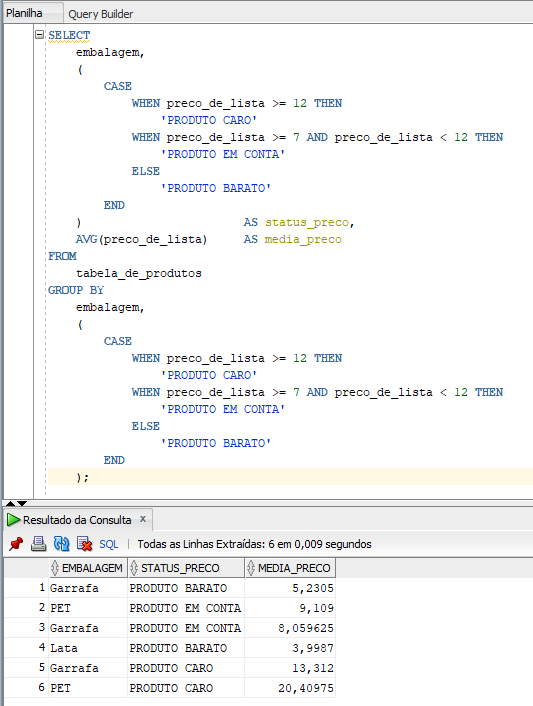 Planilha Query Builder
SELECT
embalagem,
(
CASE
WHEN preco_de_lista >= 12 THEN
'PRODUTO CARO'
WHEN preco_de_lista >= 7 AND preco_de_lista < 12 THEN
'PRODUTO EM CONTA'
ELSE
'PRODUTO BARATO'
END
) AS status_preco,
AVG(preco_de_lista) AS media_preco
FROM
tabela_de_produtos
GROUP BY
embalagem,
(
CASE
WHEN preco_de_lista >= 12 THEN
'PRODUTO CARO'
WHEN preco_de_lista >= 7 AND preco_de_lista < 12 THEN
'PRODUTO EM CONTA'
ELSE
'PRODUTO BARATO'
END
);
Resultado da Consulta x
SQL | Todas as Linhas Extraídas: 6 em 0,009 segundos
EMBALAGEM STATUS_PRECO MEDIA_PRECO
1 Garrafa PRODUTO BARATO 5,2305
2 PET PRODUTO EM CONTA 9,109
3 Garrafa PRODUTO EM CONTA 8,059625
4 Lata PRODUTO BARATO 3,9987
5 Garrafa PRODUTO CARO 13,312
6 PET PRODUTO CARO 20,40975